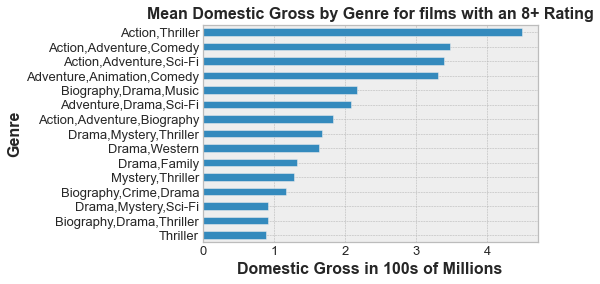 Mean Domestic Gross by Genre for films with an 8+ Rating
Action,Thriller
Action,Adventure,Comedy
Action,Adventure,Sci-Fi
Adventure,Animation,Comedy
Biography,Drama,Music
Adventure,Drama,Sci-Fi
Action,Adventure,Biography
Drama,Mystery,Thriller
Drama,Western
Drama,Family
Mystery,Thriller
Biography,Crime,Drama
Drama,Mystery,Sci-Fi
Biography,Drama,Thriller
Thriller
Genre
0 1 2 3 4
Domestic Gross in 100s of Millions